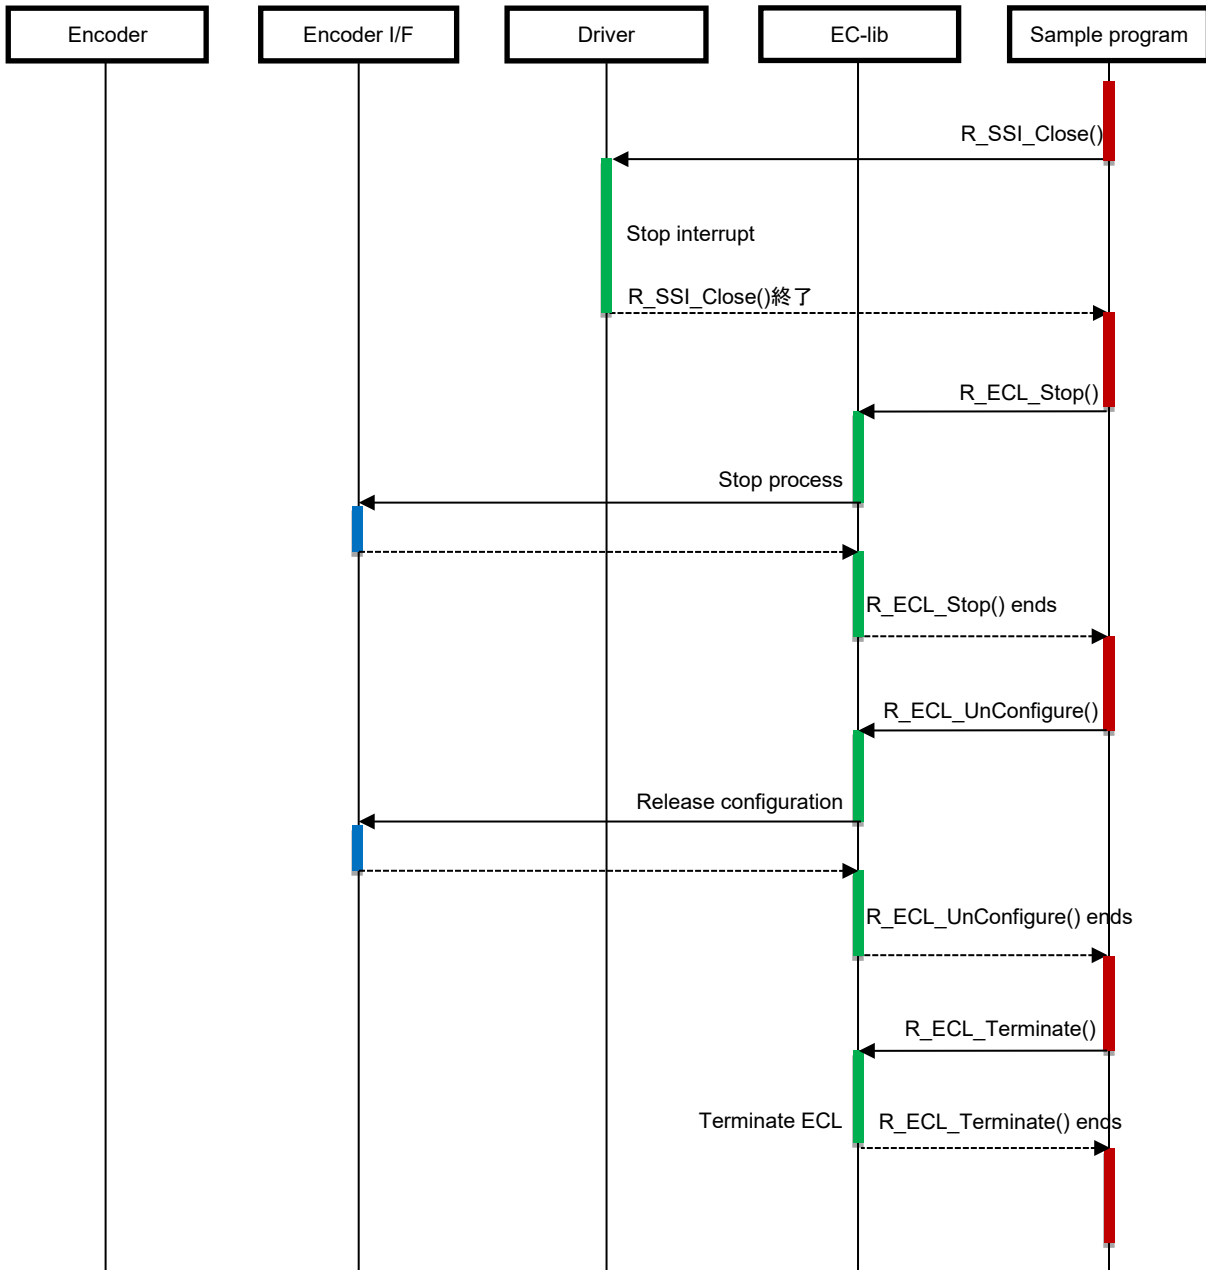 Encoder
Encoder I/F
Driver
EC-lib
Sample program
R_SSI_Close()
Stop interrupt
R_SSI_Close()終了
R_ECL_Stop()
Stop process
R_ECL_Stop() ends
R_ECL_UnConfigure()
Release configuration
R_ECL_UnConfigure() ends
R_ECL_Terminate()
Terminate ECL
R_ECL_Terminate() ends